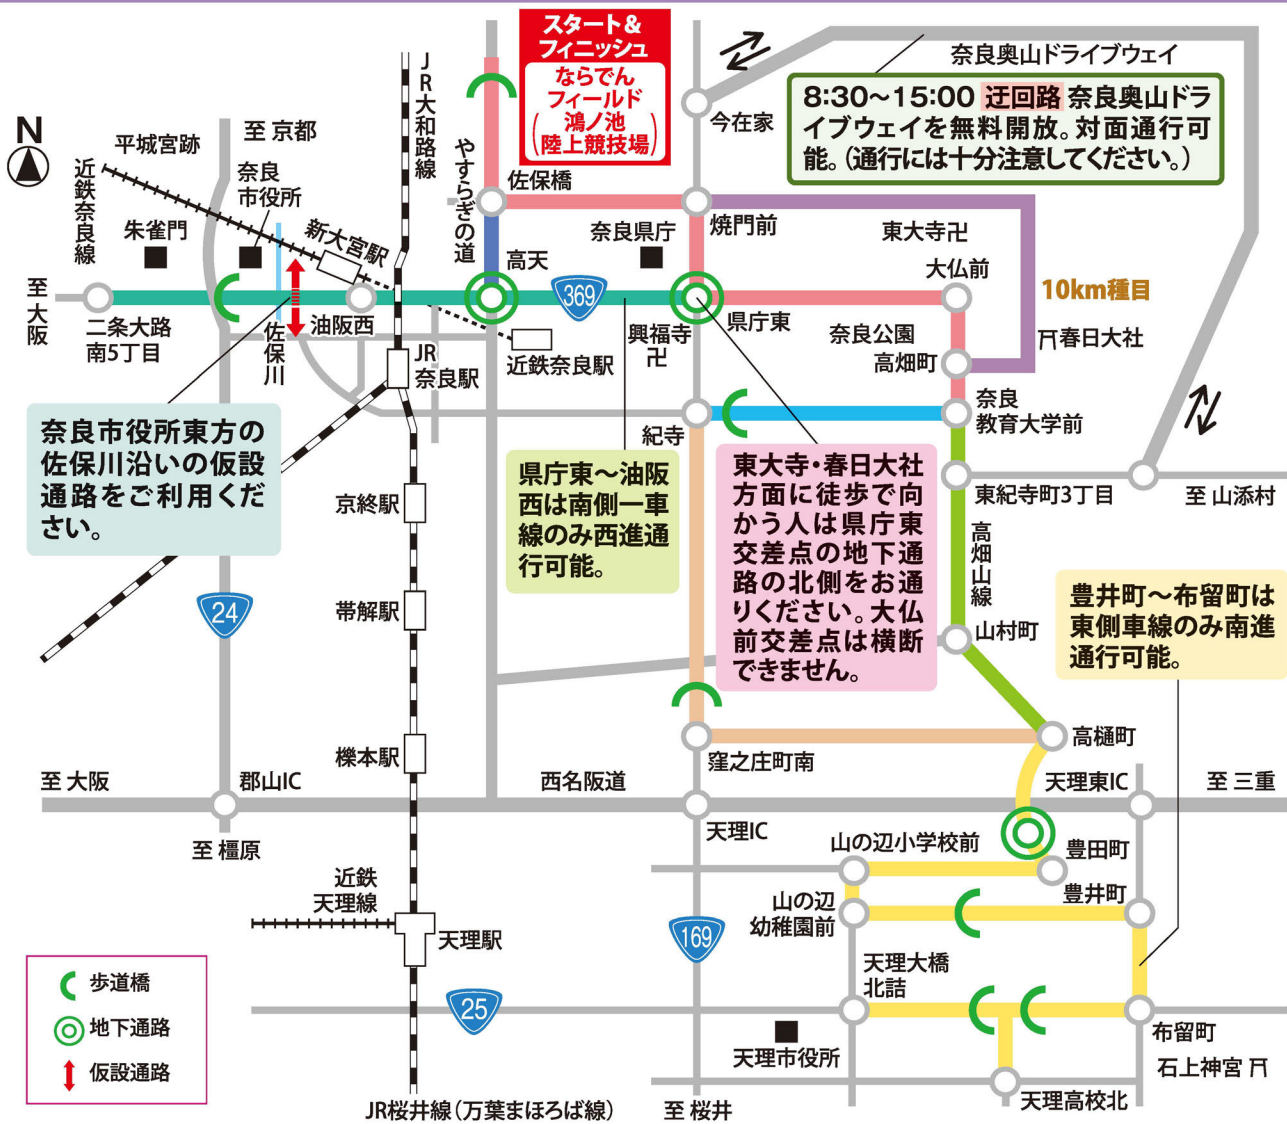 スタート&
フィニッシュ
ならでん
フィールド
鴻ノ池
陸上競技場
奈良奥山ドライブウェイ
8:30〜15:00 迂回路 奈良奥山ドラ
イブウェイを無料開放。対面通行可
能。(通行には十分注意してください。)
今在家
N
平城宮跡
至 京都
JR大和路線
やすらぎの道
近鉄奈良線
奈良
市役所
朱雀門
新大宮駅
佐保橋
奈良県庁
焼門前
東大寺卍
高天
369
大仏前
10km種目
至大阪
二条大路
南5丁目
佐保川
油阪西
JR
奈良駅
近鉄奈良駅
興福寺
卍
県庁東
奈良公園
高畑町
春日大社
奈良
教育大学前
紀寺
奈良市役所東方の
佐保川沿いの仮設
通路をご利用くだ
さい。
県庁東〜油阪
西は南側一車
線のみ西進通
行可能。
東大寺・春日大社
方面に徒歩で向
かう人は県庁東
交差点の地下通
路の北側をお通
りください。大仏
前交差点は横断
できません。
東紀寺町3丁目
至 山添村
高畑山線
京終駅
24
帯解駅
山村町
豊井町〜布留町は
東側車線のみ南進
通行可能。
櫟本駅
窪之庄町南
高樋町
至 大阪
郡山IC
西名阪道
天理東IC
至 三重
至 橿原
天理IC
山の辺小学校前
豊田町
近鉄
天理線
山の辺
幼稚園前
豊井町
天理駅
169
天理大橋
北詰
25
天理市役所
布留町
石上神宮
天理高校北
歩道橋
地下通路
仮設通路
JR桜井線(万葉まほろば線)
至 桜井